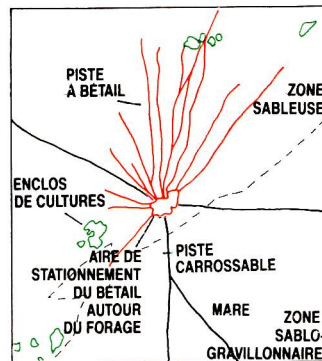 PISTE
À BÉTAIL
ZONE
SABLEUSE
ENCLOS
DE CULTURES
AIRE DE
STATIONNEMENT
DU BÉTAIL
AUTOUR
DU FORAGE
PISTE
CARROSSABLE
MARE
ZONE
SABLO-
GRAVILLONNAIRE